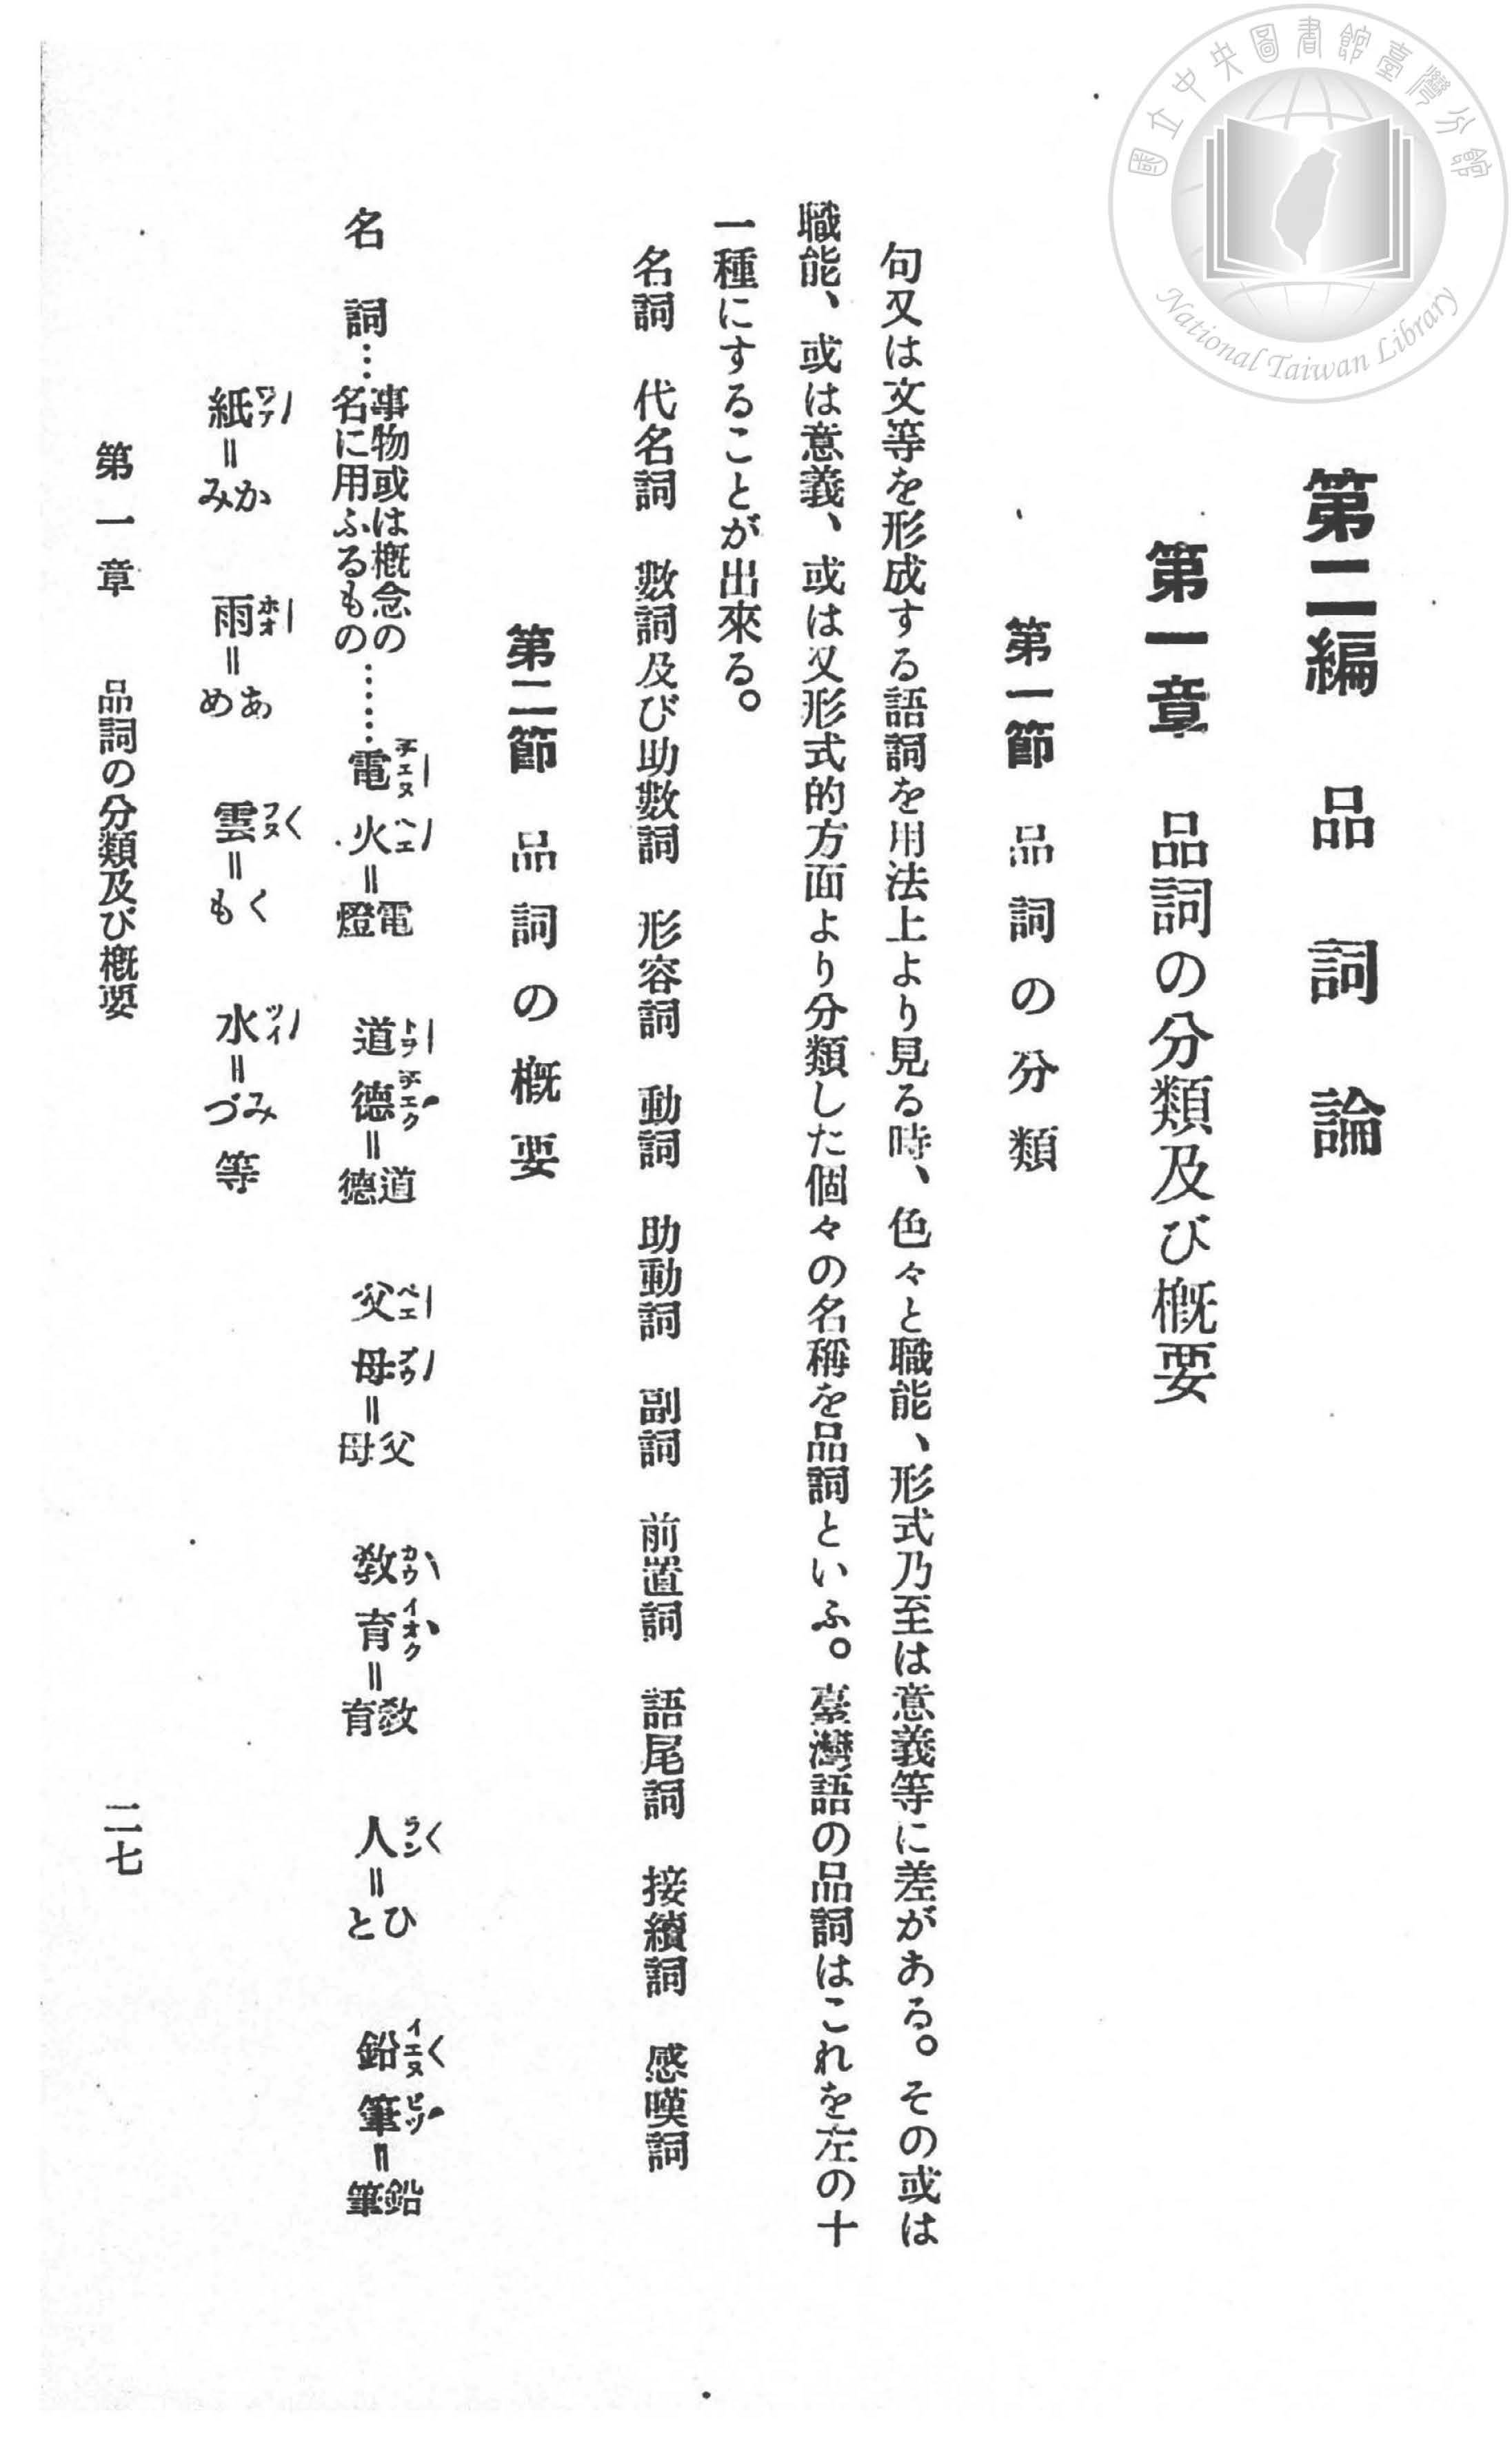 第二編　品詞論
第一章　品詞の分類及び概要
第一節　品詞の分類
句又は文等を形成する語詞を用法上より見る時、色々と職能、形式乃至は意義等に差がある。その或は
職能、或は意義、或は又形式的方面より分類した個々の名稱を品詞といふ。臺灣語の品詞はこれを左の十
一種にすることが出來る。
名詞　代名詞　數詞及び助數詞　形容詞　動詞　助動詞　副詞　前置詞　語尾詞　接續詞　感嘆詞
第二節　品詞の概要
名　詞…事物或は概念の名に用ふるもの……電火＝電燈　道德＝道德　父母＝父母　敎育＝敎育　人＝ひと　鉛筆＝鉛筆
紙＝かみ　雨＝あめ　雲＝くも　水＝みづ等
第一章　品詞の分類及び概要　二七
國立中央圖書館臺灣分館
National Taiwan Library